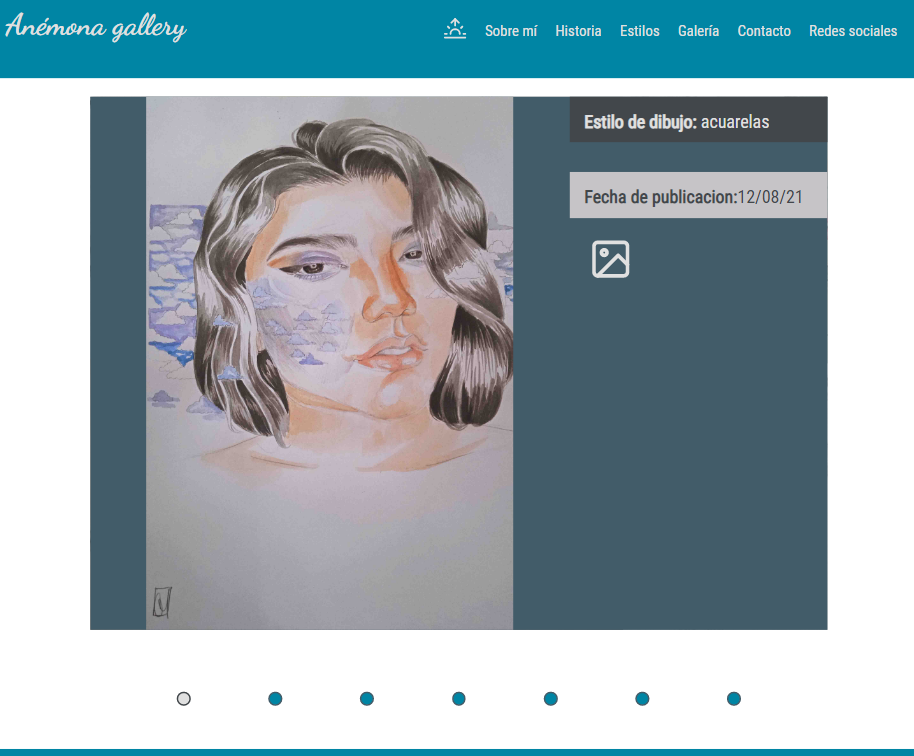 Anémona gallery
Sobre mí Historia Estilos Galería Contacto Redes sociales
Estilo de dibujo: acuarelas
Fecha de publicacion:12/08/21